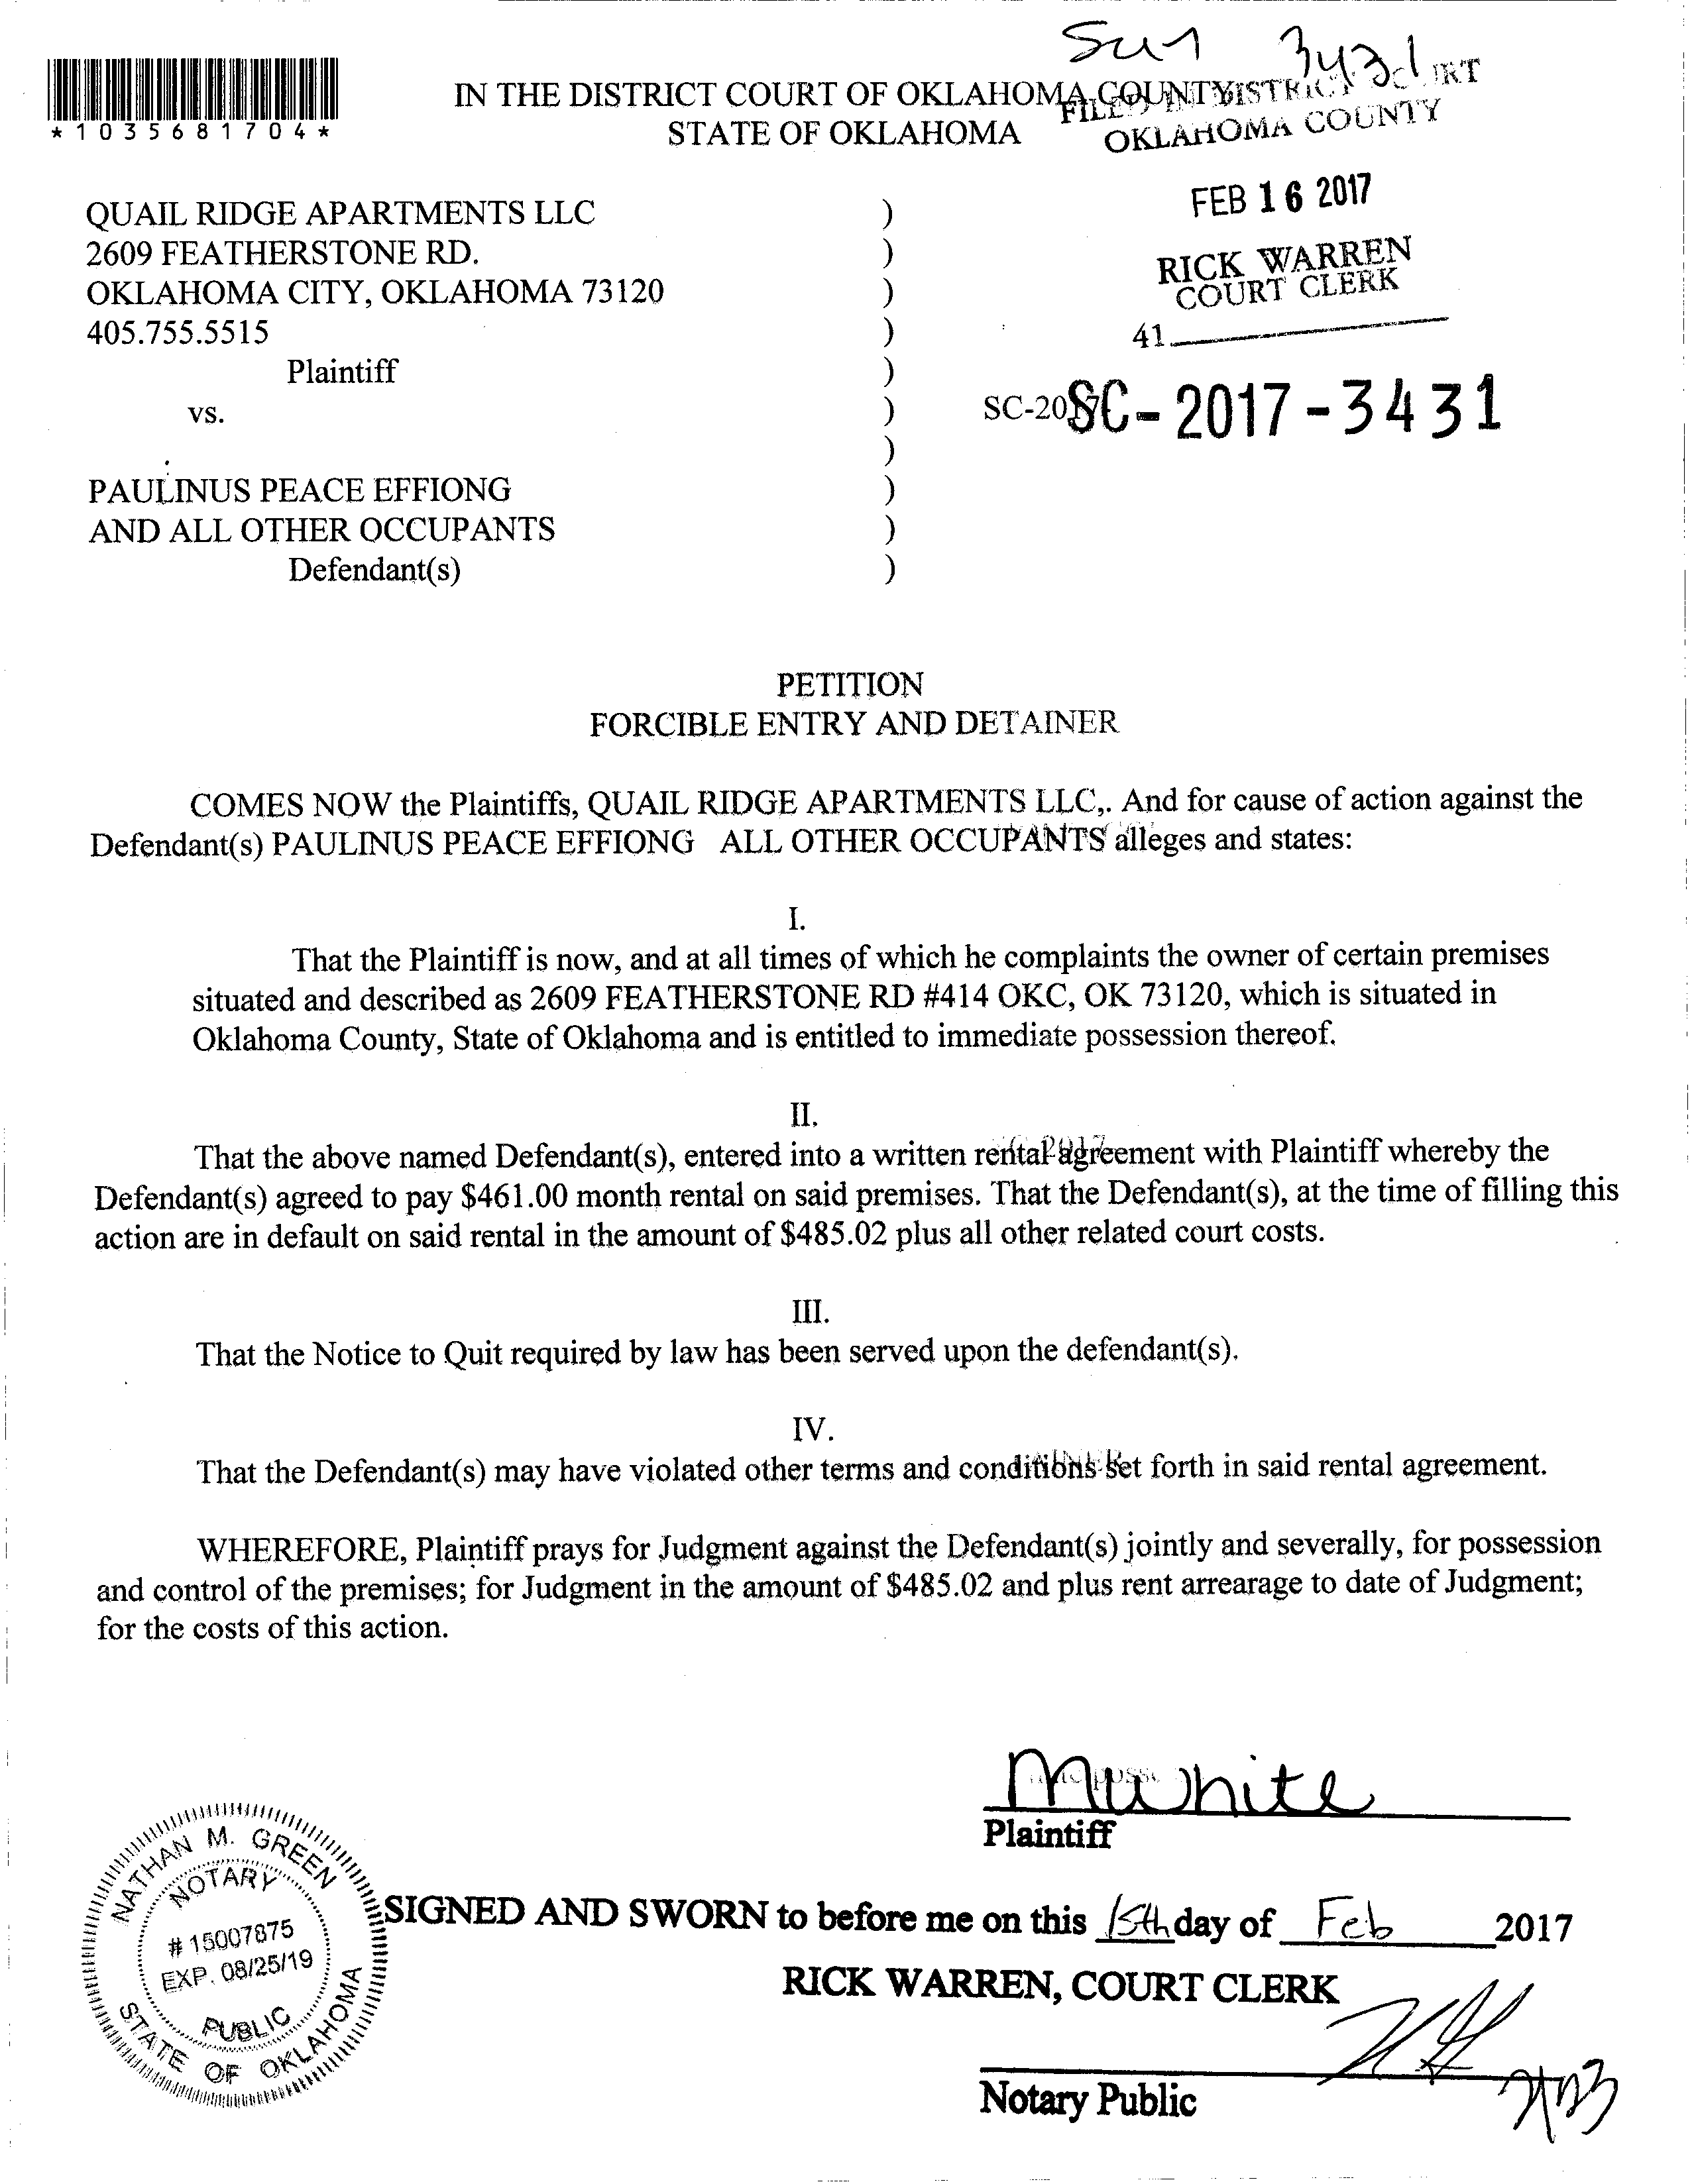 Sur 3431
*1035681704*
IN THE DISTRICT COURT OF OKLAHOMA COUNTY
STATE OF OKLAHOMA
FILED IN DISTRICT COURT
OKLAHOMA COUNTY
FEB 16 2017
RICK WARREN
COURT CLERK
41
QUAIL RIDGE APARTMENTS LLC )
2609 FEATHERSTONE RD. )
OKLAHOMA CITY, OKLAHOMA 73120 )
405.755.5515 )
Plaintiff )
vs. ) SC-2017 SC-2017-3431
)
PAULINUS PEACE EFFIONG )
AND ALL OTHER OCCUPANTS )
Defendant(s) )
PETITION
FORCIBLE ENTRY AND DETAINER
COMES NOW the Plaintiffs, QUAIL RIDGE APARTMENTS LLC,. And for cause of action against the
Defendant(s) PAULINUS PEACE EFFIONG ALL OTHER OCCUPANTS alleges and states:
I.
That the Plaintiff is now, and at all times of which he complaints the owner of certain premises
situated and described as 2609 FEATHERSTONE RD #414 OKC, OK 73120, which is situated in
Oklahoma County, State of Oklahoma and is entitled to immediate possession thereof.
II.
That the above named Defendant(s), entered into a written rental agreement with Plaintiff whereby the
Defendant(s) agreed to pay $461.00 month rental on said premises. That the Defendant(s), at the time of filling this
action are in default on said rental in the amount of $485.02 plus all other related court costs.
III.
That the Notice to Quit required by law has been served upon the defendant(s).
IV.
That the Defendant(s) may have violated other terms and conditions set forth in said rental agreement.
WHEREFORE, Plaintiff prays for Judgment against the Defendant(s) jointly and severally, for possession
and control of the premises; for Judgment in the amount of $485.02 and plus rent arrearage to date of Judgment;
for the costs of this action.
MWhite
Plaintiff
NATHAN M. GREEN
NOTARY
# 15007875
EXP. 08/25/19
PUBLIC
STATE OF OKLAHOMA
SIGNED AND SWORN to before me on this 15th day of Feb 2017
RICK WARREN, COURT CLERK
Notary Public